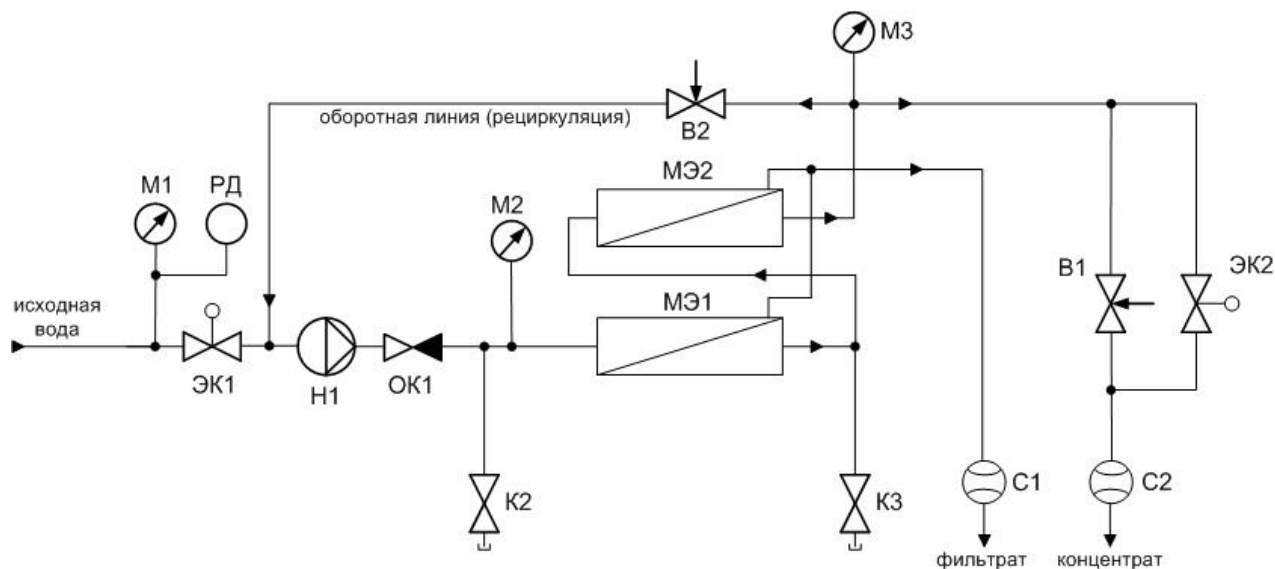 М3
оборотная линия (рециркуляция)
В2
М1
РД
МЭ2
М2
В1
ЭК2
исходная
вода
МЭ1
ЭК1
Н1
ОК1
К2
К3
С1
С2
фильтрат
концентрат